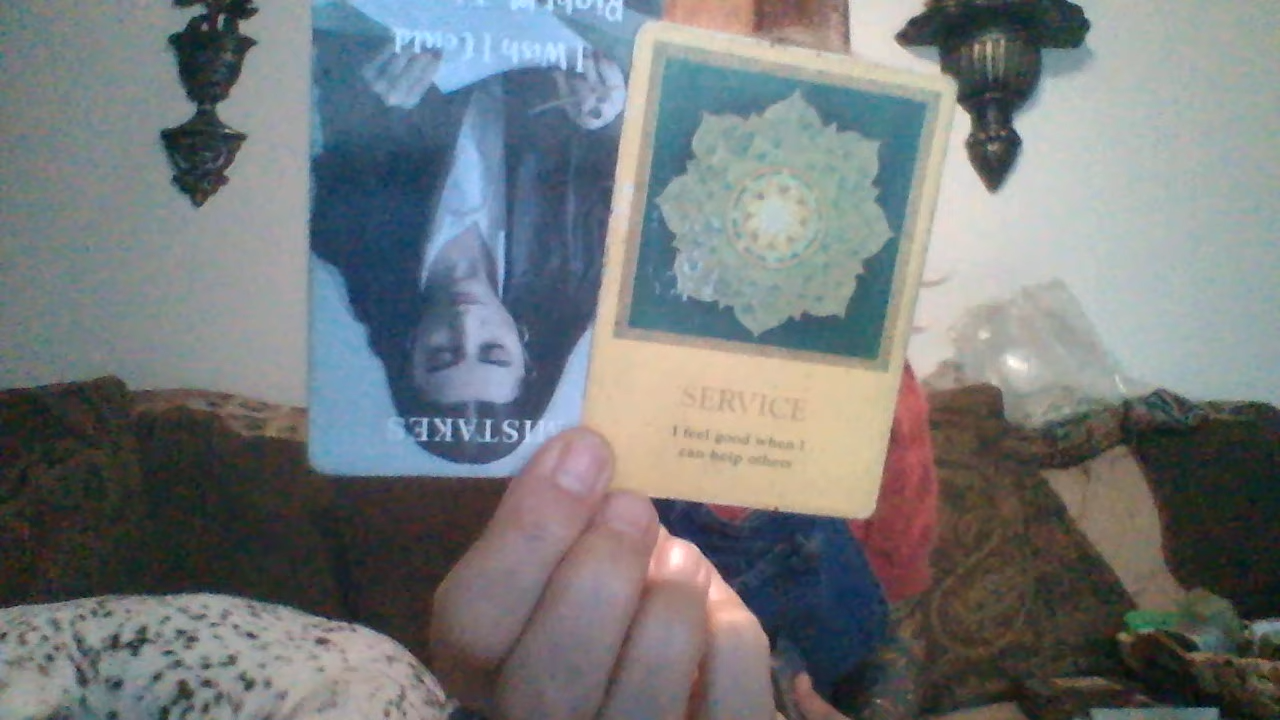 MISTAKES
I Wish I Could
SERVICE
I feel good when I
can help others